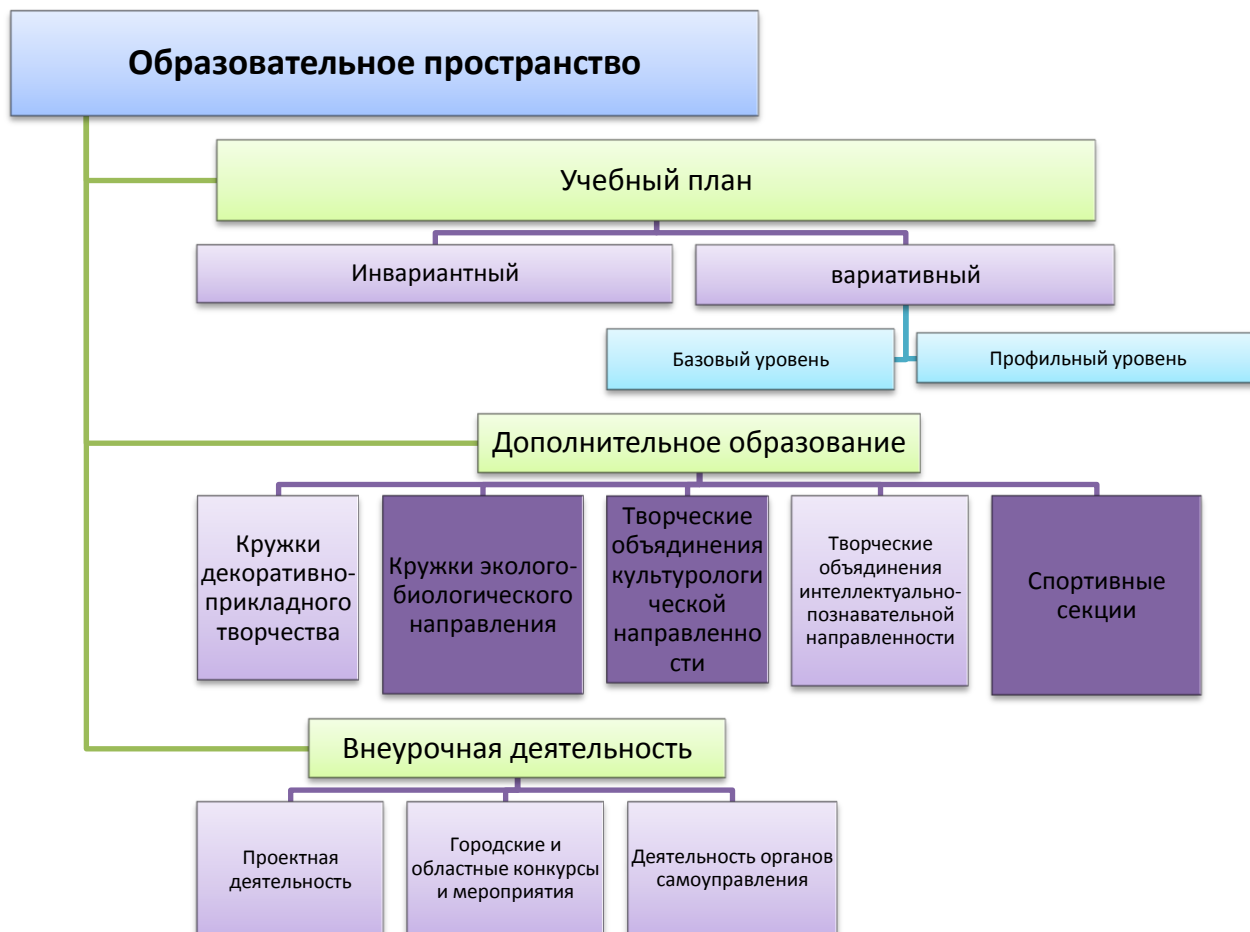 Образовательное пространство
Учебный план
Инвариантный
вариативный
Базовый уровень
Профильный уровень
Дополнительное образование
Кружки
декоративно-
прикладного
творчества
Кружки эколого-
биологического
направления
Творческие
объядинения
культурологи
ческой
направленно
сти
Творческие
объядинения
интеллектуально-
познавательной
направленности
Спортивные
секции
Внеурочная деятельность
Проектная
деятельность
Городские и
областные конкурсы
и мероприятия
Деятельность органов
самоуправления